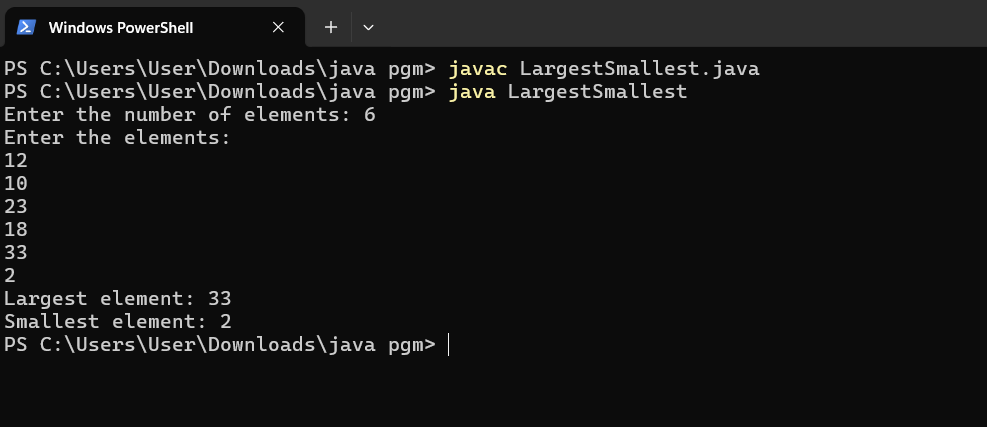 Windows PowerShell
PS C:\Users\User\Downloads\java pgm> javac LargestSmallest.java
PS C:\Users\User\Downloads\java pgm> java LargestSmallest
Enter the number of elements: 6
Enter the elements:
12
10
23
18
33
2
Largest element: 33
Smallest element: 2
PS C:\Users\User\Downloads\java pgm>